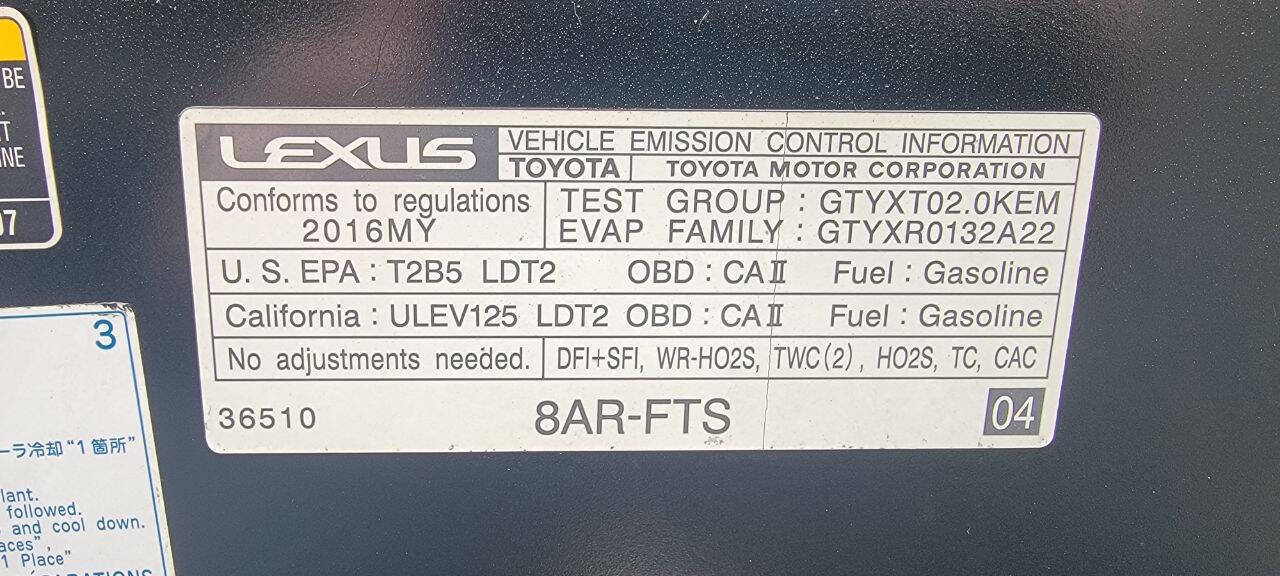 BE
INE
07
LEXUS
VEHICLE EMISSION CONTROL INFORMATION
TOYOTA TOYOTA MOTOR CORPORATION
Conforms to regulations
2016MY
TEST GROUP : GTYXT02.0KEM
EVAP FAMILY : GTYXR0132A22
U. S. EPA : T2B5 LDT2 OBD : CAⅡ Fuel : Gasoline
California : ULEV125 LDT2 OBD : CAⅡ Fuel : Gasoline
No adjustments needed. DFI+SFI, WR-HO2S, TWC(2), HO2S, TC, CAC
36510 8AR-FTS 04
3
ーラ冷却“1箇所”
lant.
followed.
and cool down.
aces",
1 Place"